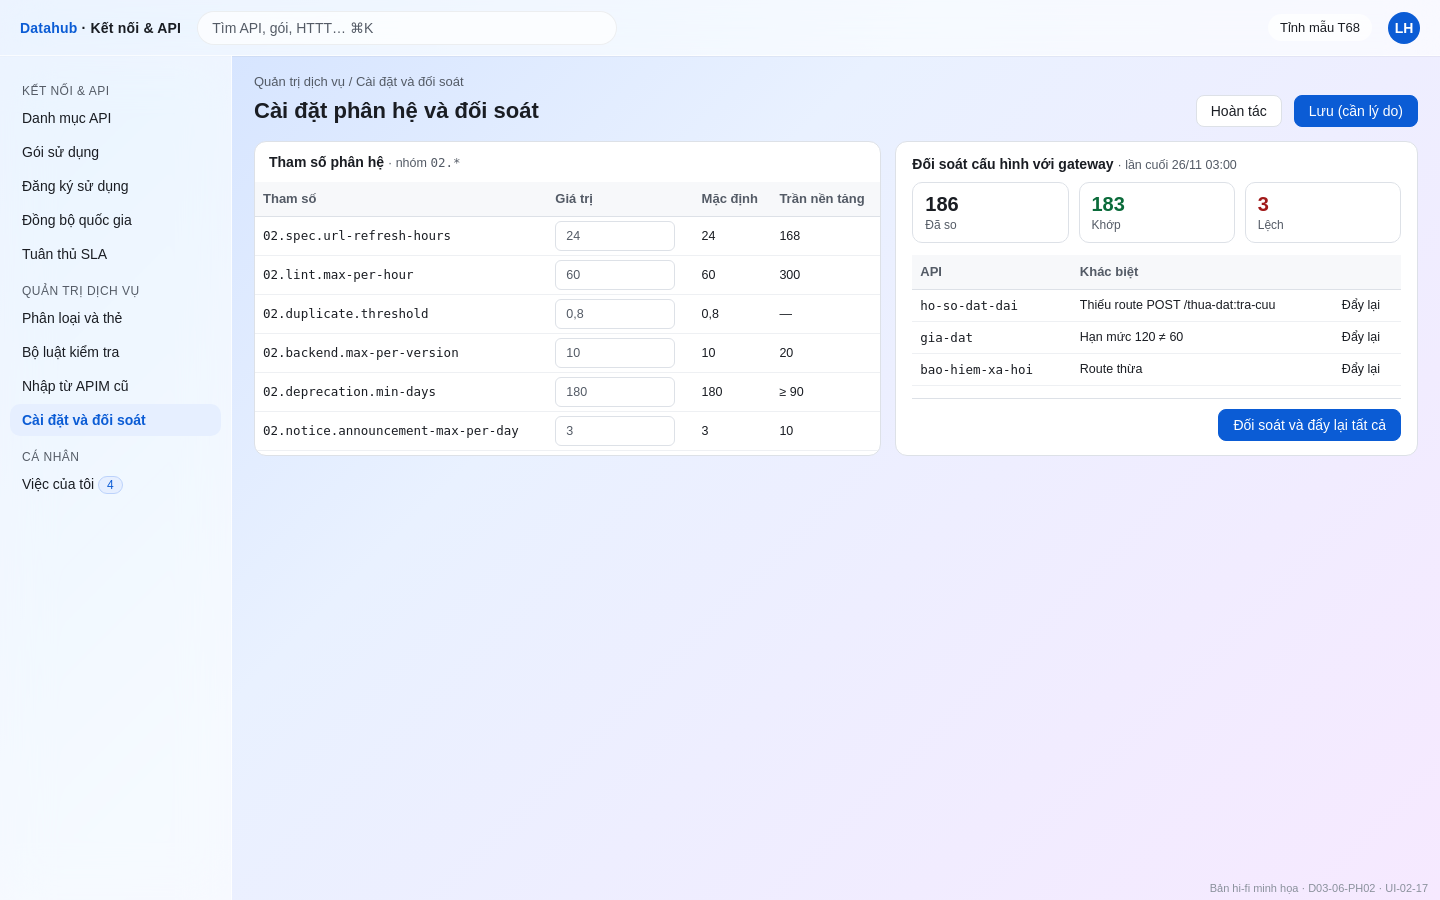 Datahub · Kết nối & API
Tìm API, gói, HTTT… ⌘K
Tỉnh mẫu T68
LH
KẾT NỐI & API
Danh mục API
Gói sử dụng
Đăng ký sử dụng
Đồng bộ quốc gia
Tuân thủ SLA
QUẢN TRỊ DỊCH VỤ
Phân loại và thẻ
Bộ luật kiểm tra
Nhập từ APIM cũ
Cài đặt và đối soát
CÁ NHÂN
Việc của tôi 4
Quản trị dịch vụ / Cài đặt và đối soát
Cài đặt phân hệ và đối soát
Hoàn tác
Lưu (cần lý do)
Tham số phân hệ · nhóm 02.*
Tham số Giá trị Mặc định Trần nền tảng
02.spec.url-refresh-hours 24 24 168
02.lint.max-per-hour 60 60 300
02.duplicate.threshold 0,8 0,8 —
02.backend.max-per-version 10 10 20
02.deprecation.min-days 180 180 ≥ 90
02.notice.announcement-max-per-day 3 3 10
Đối soát cấu hình với gateway · lần cuối 26/11 03:00
186 183 3
Đã so Khớp Lệch
API Khác biệt
ho-so-dat-dai Thiếu route POST /thua-dat:tra-cuu Đẩy lại
gia-dat Hạn mức 120 ≠ 60 Đẩy lại
bao-hiem-xa-hoi Route thừa Đẩy lại
Đối soát và đẩy lại tất cả
Bản hi-fi minh họa · D03-06-PH02 · UI-02-17